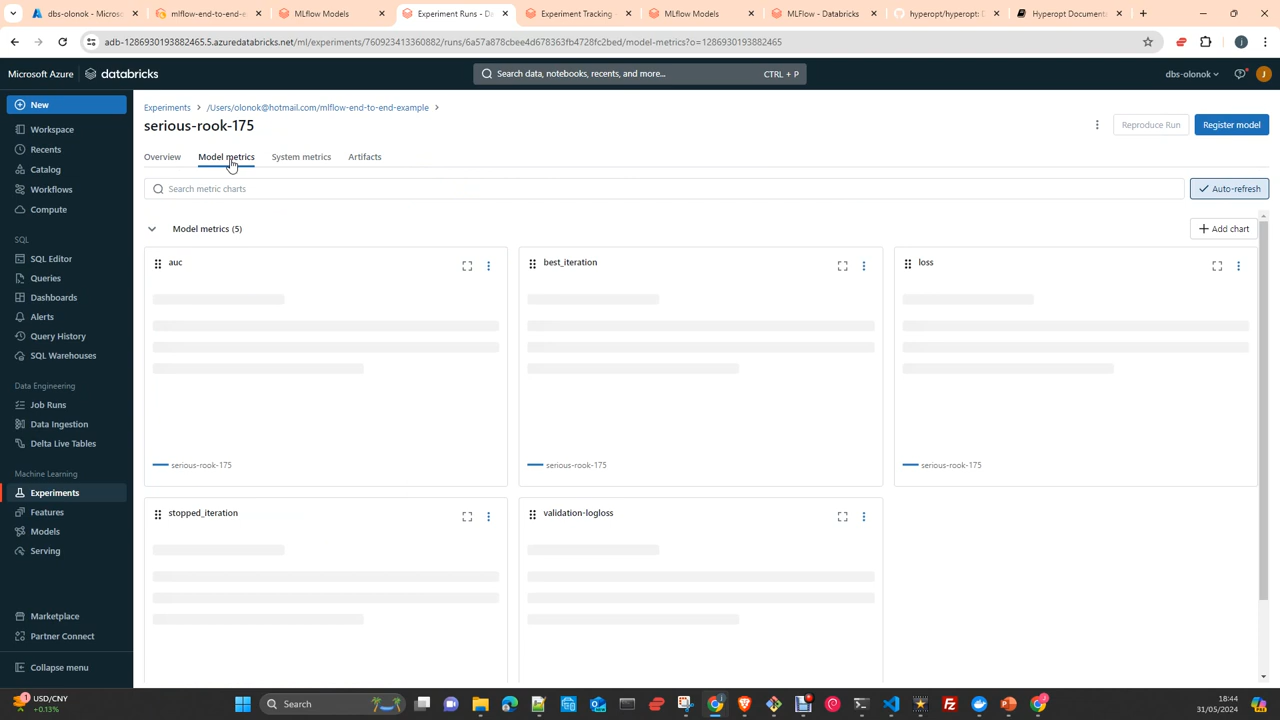 dbs-olonok - Microsoft Az
mlflow-end-to-end-e
MLflow Models
Experiment Runs - Da
Experiment Tracking
MLflow Models
MLFlow - Databricks
hyperopt/hyperopt: D
Hyperopt Document
adb-1286930193882465.5.azuredatabricks.net/ml/experiments/760923413360882/runs/6a57a878cbee4d678363fb4728fc2bed/model-metrics?o=1286930193882465
Microsoft Azure
databricks
Search data, notebooks, recents, and more...
CTRL + P
dbs-olonok
J
New
Workspace
Recents
Catalog
Workflows
Compute
SQL
SQL Editor
Queries
Dashboards
Alerts
Query History
SQL Warehouses
Data Engineering
Job Runs
Data Ingestion
Delta Live Tables
Machine Learning
Experiments
Features
Models
Serving
Marketplace
Partner Connect
Collapse menu
Experiments > /Users/olonok@hotmail.com/mlflow-end-to-end-example >
serious-rook-175
Reproduce Run
Register model
Overview
Model metrics
System metrics
Artifacts
Search metric charts
Auto-refresh
Model metrics (5)
Add chart
auc
serious-rook-175
best_iteration
serious-rook-175
loss
serious-rook-175
stopped_iteration
validation-logloss
USD/CNY
+0.13%
Search
18:44
31/05/2024